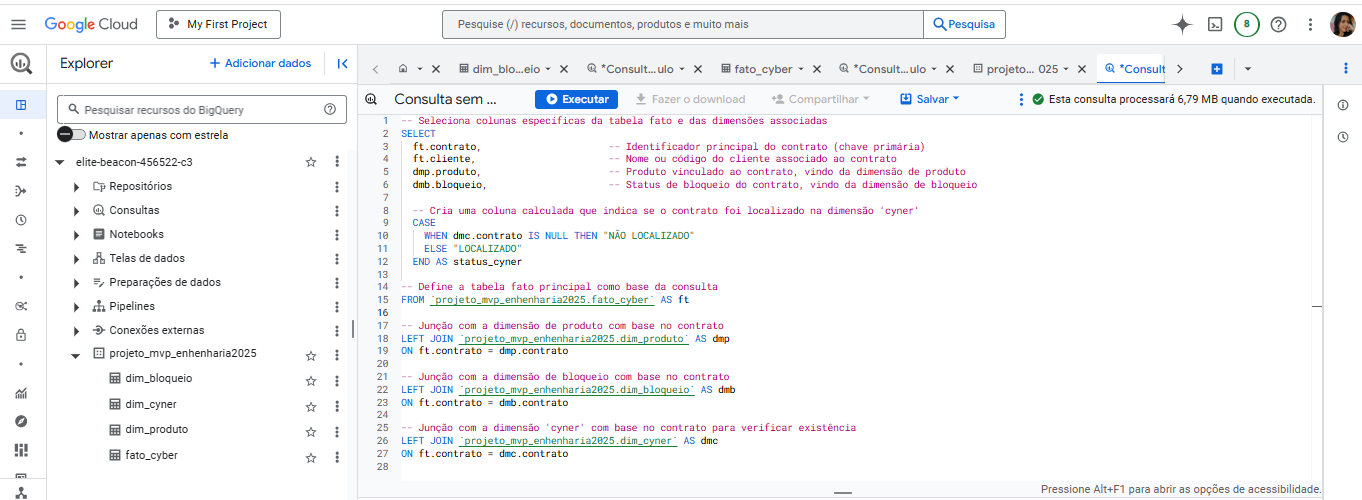 Google Cloud
My First Project
Pesquise (/) recursos, documentos, produtos e muito mais
Pesquisa
8
Explorer
+ Adicionar dados
dim_blo...eio
*Consult...ulo
fato_cyber
*Consult...ulo
projeto... 025
*Consult
Pesquisar recursos do BigQuery
Mostrar apenas com estrela
elite-beacon-456522-c3
Repositórios
Consultas
Notebooks
Telas de dados
Preparações de dados
Pipelines
Conexões externas
projeto_mvp_enhenharia2025
dim_bloqueio
dim_cyner
dim_produto
fato_cyber
Consulta sem ...
Executar
Fazer o download
Compartilhar
Salvar
Esta consulta processará 6,79 MB quando executada.
1 -- Seleciona colunas específicas da tabela fato e das dimensões associadas
2 SELECT
3 ft.contrato, -- Identificador principal do contrato (chave primária)
4 ft.cliente, -- Nome ou código do cliente associado ao contrato
5 dmp.produto, -- Produto vinculado ao contrato, vindo da dimensão de produto
6 dmb.bloqueio, -- Status de bloqueio do contrato, vindo da dimensão de bloqueio
7
8 -- Cria uma coluna calculada que indica se o contrato foi localizado na dimensão 'cyner'
9 CASE
10 WHEN dmc.contrato IS NULL THEN "NÃO LOCALIZADO"
11 ELSE "LOCALIZADO"
12 END AS status_cyner
13
14 -- Define a tabela fato principal como base da consulta
15 FROM `projeto_mvp_enhenharia2025.fato_cyber` AS ft
16
17 -- Junção com a dimensão de produto com base no contrato
18 LEFT JOIN `projeto_mvp_enhenharia2025.dim_produto` AS dmp
19 ON ft.contrato = dmp.contrato
20
21 -- Junção com a dimensão de bloqueio com base no contrato
22 LEFT JOIN `projeto_mvp_enhenharia2025.dim_bloqueio` AS dmb
23 ON ft.contrato = dmb.contrato
24
25 -- Junção com a dimensão 'cyner' com base no contrato para verificar existência
26 LEFT JOIN `projeto_mvp_enhenharia2025.dim_cyner` AS dmc
27 ON ft.contrato = dmc.contrato
28
Pressione Alt+F1 para abrir as opções de acessibilidade.